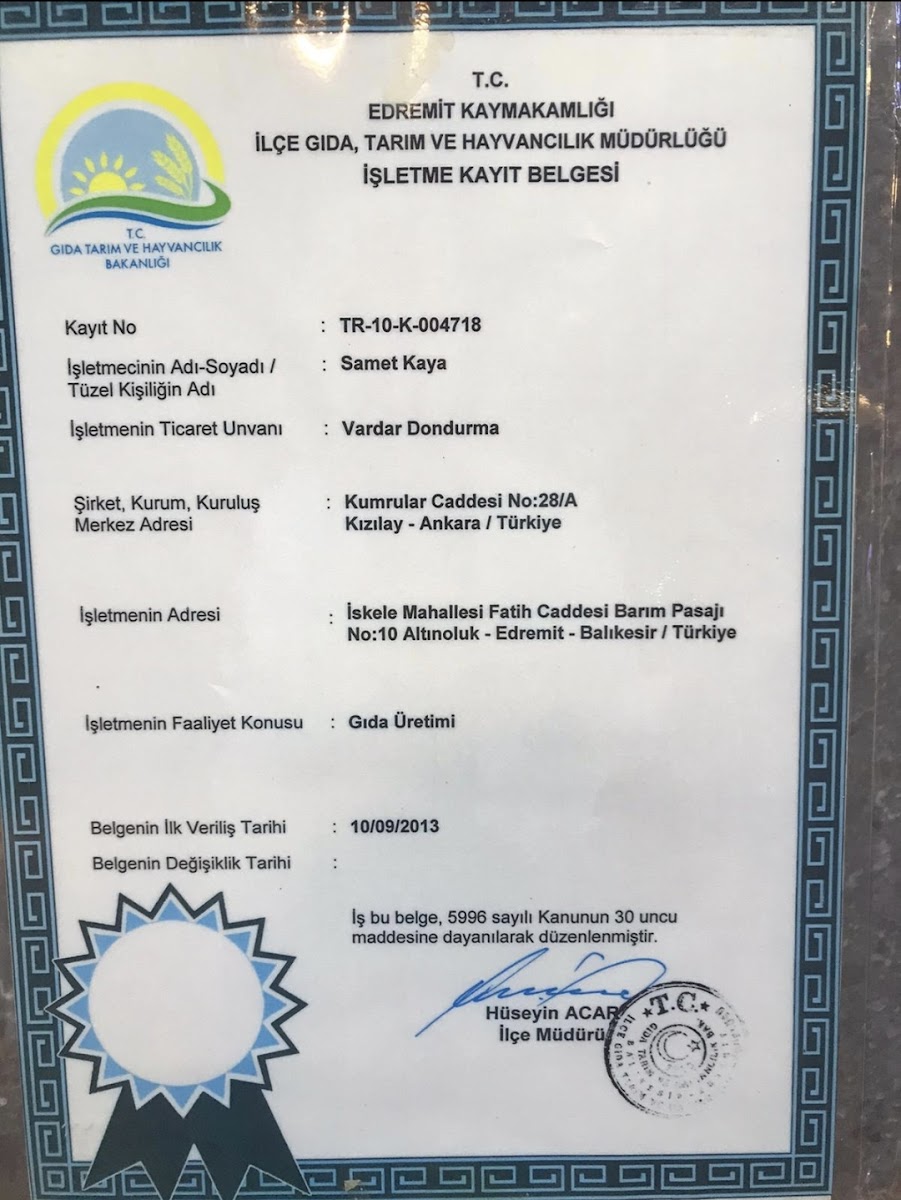 T.C.
EDREMİT KAYMAKAMLIĞI
İLÇE GIDA, TARIM VE HAYVANCILIK MÜDÜRLÜĞÜ
İŞLETME KAYIT BELGESİ
T.C.
GIDA TARIM VE HAYVANCILIK
BAKANLIĞI
Kayıt No : TR-10-K-004718
İşletmecinin Adı-Soyadı / : Samet Kaya
Tüzel Kişiliğin Adı
İşletmenin Ticaret Unvanı : Vardar Dondurma
Şirket, Kurum, Kuruluş : Kumrular Caddesi No:28/A
Merkez Adresi Kızılay - Ankara / Türkiye
İşletmenin Adresi : İskele Mahallesi Fatih Caddesi Barım Pasajı
No:10 Altınoluk - Edremit - Balıkesir / Türkiye
İşletmenin Faaliyet Konusu : Gıda Üretimi
Belgenin İlk Veriliş Tarihi : 10/09/2013
Belgenin Değişiklik Tarihi :
İş bu belge, 5996 sayılı Kanunun 30 uncu
maddesine dayanılarak düzenlenmiştir.
Hüseyin ACAR
İlçe Müdürü
T.C.